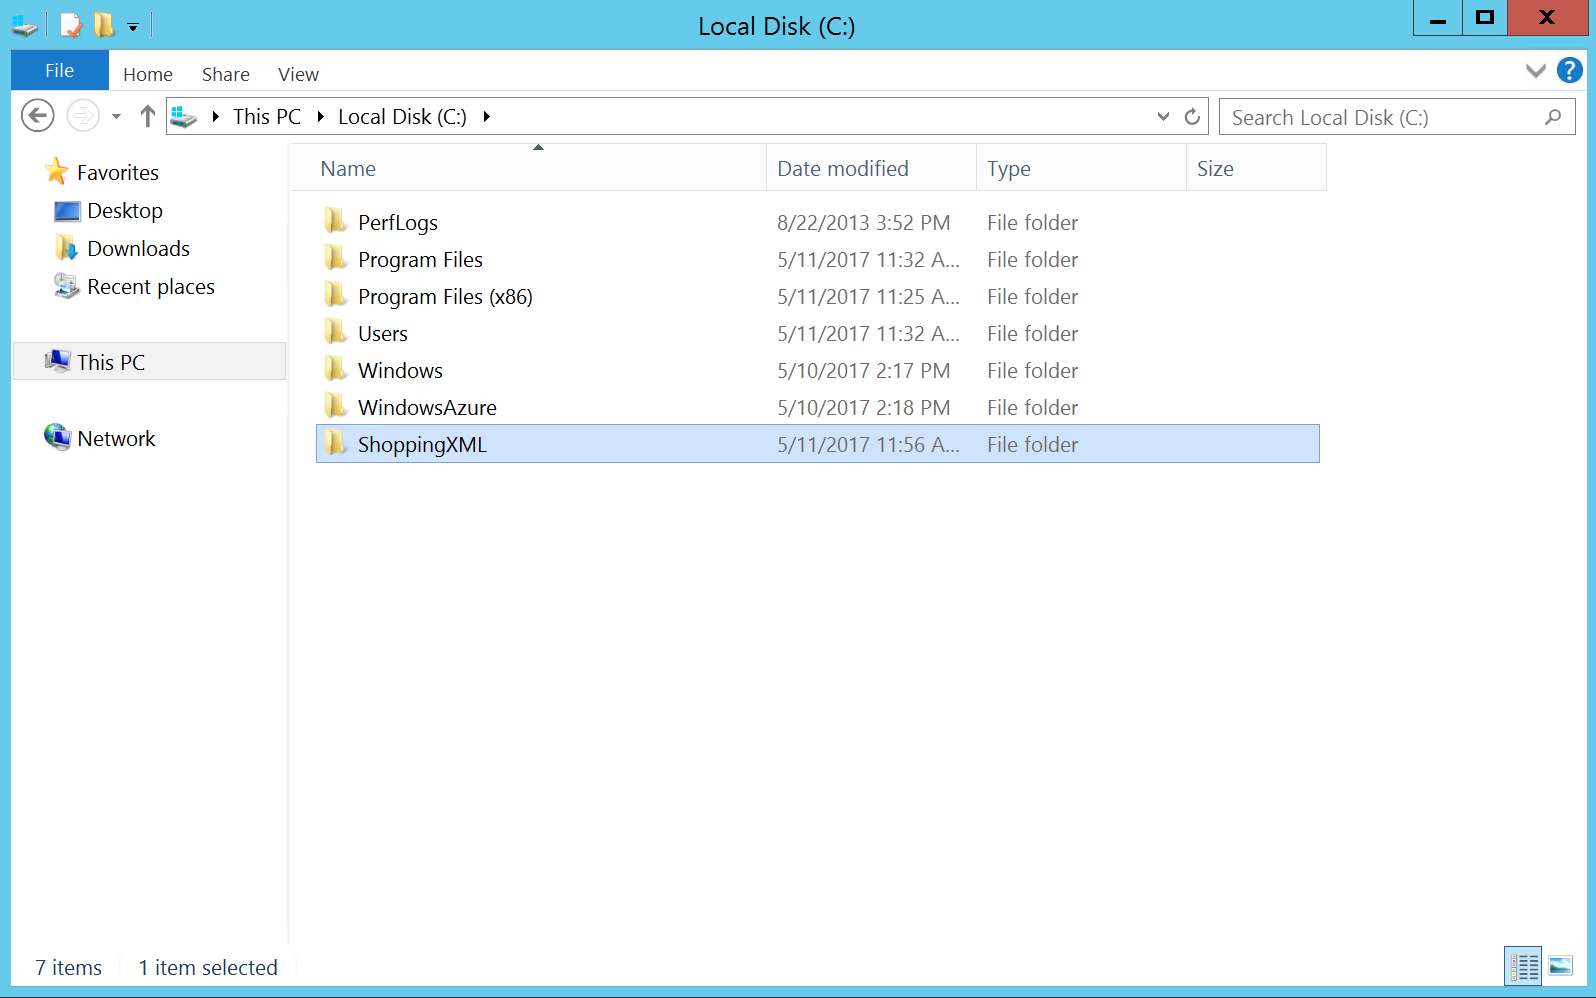 Local Disk (C:)
File Home Share View
This PC Local Disk (C:) Search Local Disk (C:)
Favorites
Desktop
Downloads
Recent places
This PC
Network
Name Date modified Type Size
PerfLogs 8/22/2013 3:52 PM File folder
Program Files 5/11/2017 11:32 A... File folder
Program Files (x86) 5/11/2017 11:25 A... File folder
Users 5/11/2017 11:32 A... File folder
Windows 5/10/2017 2:17 PM File folder
WindowsAzure 5/10/2017 2:18 PM File folder
ShoppingXML 5/11/2017 11:56 A... File folder
7 items 1 item selected